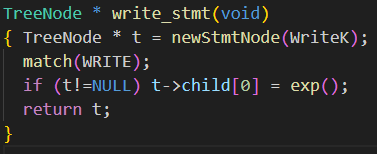 TreeNode * write_stmt(void)
{ TreeNode * t = newStmtNode(WriteK);
  match(WRITE);
  if (t!=NULL) t->child[0] = exp();
  return t;
}